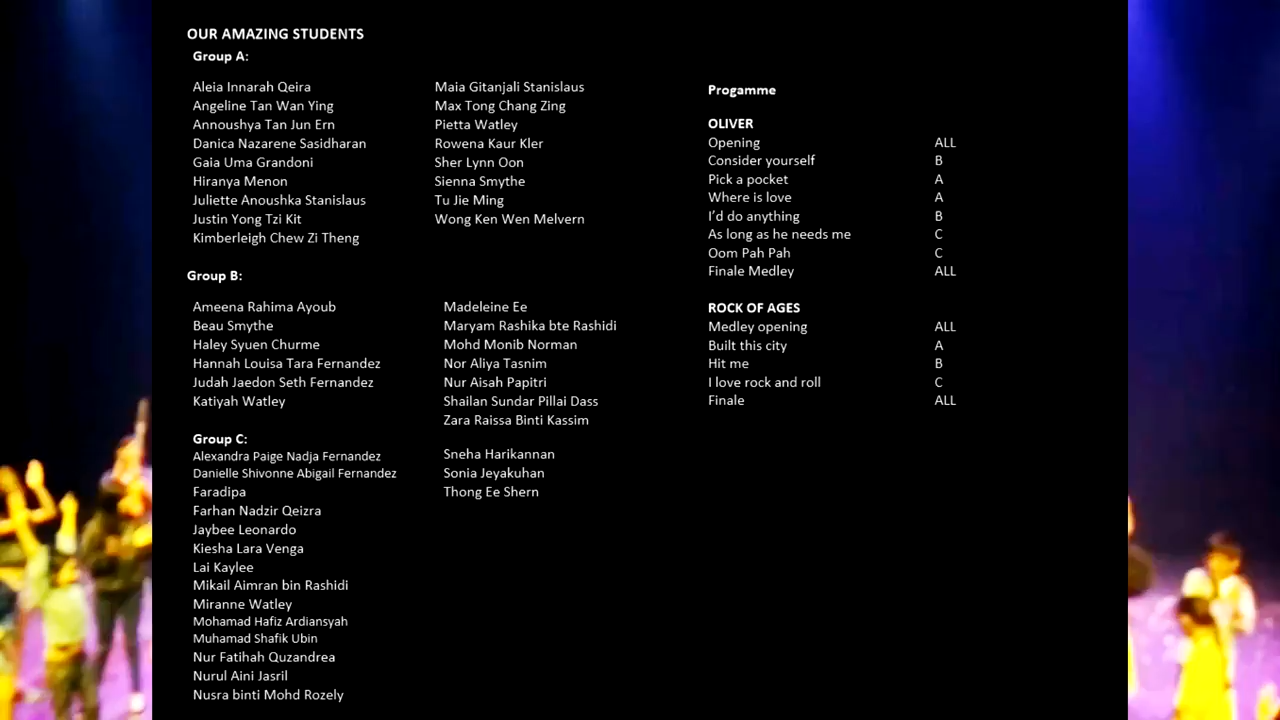 OUR AMAZING STUDENTS
Group A:
Aleia Innarah Qeira
Angeline Tan Wan Ying
Annoushya Tan Jun Ern
Danica Nazarene Sasidharan
Gaia Uma Grandoni
Hiranya Menon
Juliette Anoushka Stanislaus
Justin Yong Tzi Kit
Kimberleigh Chew Zi Theng
Maia Gitanjali Stanislaus
Max Tong Chang Zing
Pietta Watley
Rowena Kaur Kler
Sher Lynn Oon
Sienna Smythe
Tu Jie Ming
Wong Ken Wen Melvern
Group B:
Ameena Rahima Ayoub
Beau Smythe
Haley Syuen Churme
Hannah Louisa Tara Fernandez
Judah Jaedon Seth Fernandez
Katiyah Watley
Madeleine Ee
Maryam Rashika bte Rashidi
Mohd Monib Norman
Nor Aliya Tasnim
Nur Aisah Papitri
Shailan Sundar Pillai Dass
Zara Raissa Binti Kassim
Group C:
Alexandra Paige Nadja Fernandez
Danielle Shivonne Abigail Fernandez
Faradipa
Farhan Nadzir Qeizra
Jaybee Leonardo
Kiesha Lara Venga
Lai Kaylee
Mikail Aimran bin Rashidi
Miranne Watley
Mohamad Hafiz Ardiansyah
Muhamad Shafik Ubin
Nur Fatihah Quzandrea
Nurul Aini Jasril
Nusra binti Mohd Rozely
Sneha Harikannan
Sonia Jeyakuhan
Thong Ee Shern
Progamme
OLIVER
Opening ALL
Consider yourself B
Pick a pocket A
Where is love A
I'd do anything B
As long as he needs me C
Oom Pah Pah C
Finale Medley ALL
ROCK OF AGES
Medley opening ALL
Built this city A
Hit me B
I love rock and roll C
Finale ALL